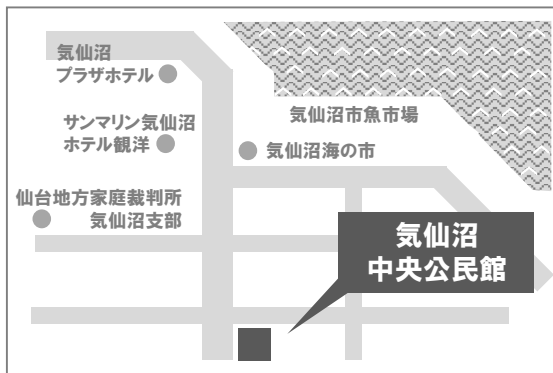 気仙沼
プラザホテル
サンマリン気仙沼
ホテル観洋
気仙沼市魚市場
気仙沼海の市
仙台地方家庭裁判所
気仙沼支部
気仙沼
中央公民館